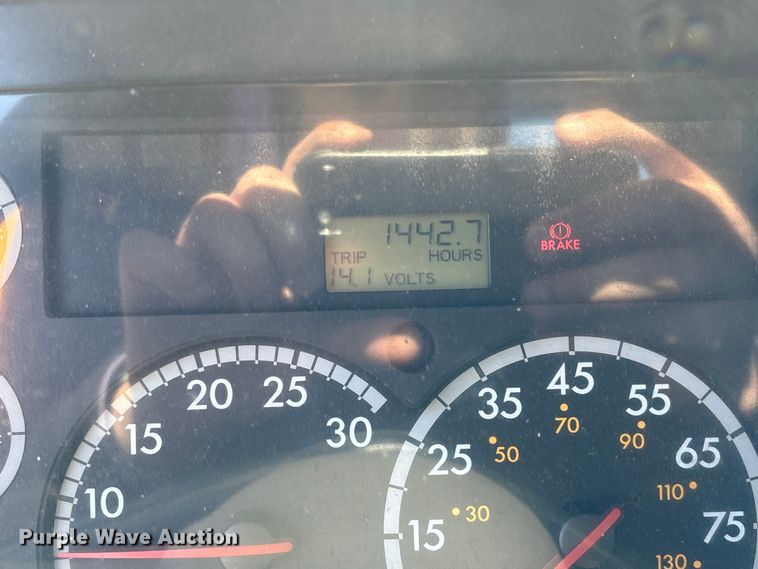 1442.7
TRIP HOURS
14.1 VOLTS
BRAKE
10 15 20 25 30
15 25 35 45 55 65 75
30 50 70 90 110 130
Purple Wave Auction